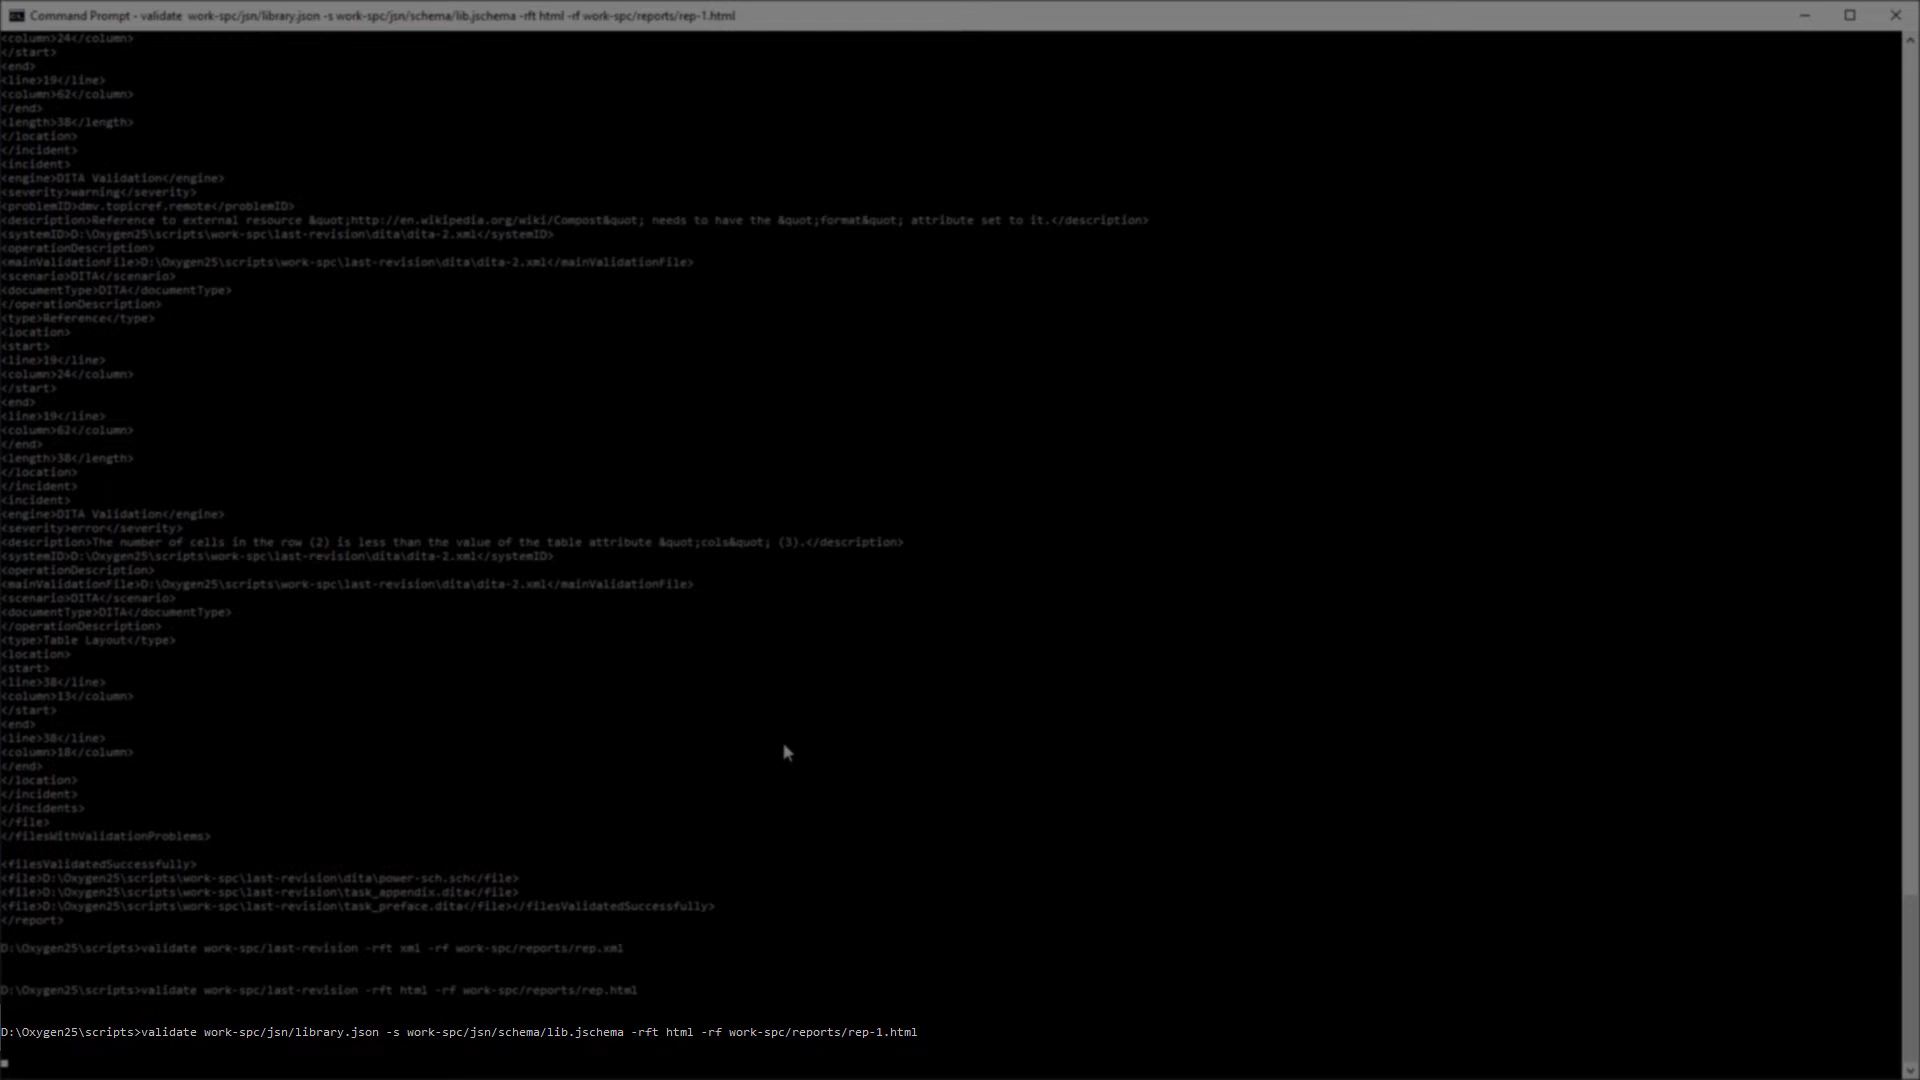 Command Prompt - validate  work-spc/jsn/library.json -s work-spc/jsn/schema/lib.jschema -rft html -rf work-spc/reports/rep-1.html
<column>24</column>
</start>
<end>
<line>19</line>
<column>62</column>
</end>
<length>38</length>
</location>
</incident>
<incident>
<engine>DITA Validation</engine>
<severity>warning</severity>
<problemID>dmv.topicref.remote</problemID>
<description>Reference to external resource &quot;http://en.wikipedia.org/wiki/Compost&quot; needs to have the &quot;format&quot; attribute set to it.</description>
<systemID>D:\Oxygen25\scripts\work-spc\last-revision\dita\dita-2.xml</systemID>
<operationDescription>
<mainValidationFile>D:\Oxygen25\scripts\work-spc\last-revision\dita\dita-2.xml</mainValidationFile>
<scenario>DITA</scenario>
<documentType>DITA</documentType>
</operationDescription>
<type>Reference</type>
<location>
<start>
<line>19</line>
<column>24</column>
</start>
<end>
<line>19</line>
<column>62</column>
</end>
<length>38</length>
</location>
</incident>
<incident>
<engine>DITA Validation</engine>
<severity>error</severity>
<description>The number of cells in the row (2) is less than the value of the table attribute &quot;cols&quot; (3).</description>
<systemID>D:\Oxygen25\scripts\work-spc\last-revision\dita\dita-2.xml</systemID>
<operationDescription>
<mainValidationFile>D:\Oxygen25\scripts\work-spc\last-revision\dita\dita-2.xml</mainValidationFile>
<scenario>DITA</scenario>
<documentType>DITA</documentType>
</operationDescription>
<type>Table Layout</type>
<location>
<start>
<line>38</line>
<column>13</column>
</start>
<end>
<line>38</line>
<column>18</column>
</end>
</location>
</incident>
</incidents>
</file>
</filesWithValidationProblems>
<filesValidatedSuccessfully>
<file>D:\Oxygen25\scripts\work-spc\last-revision\dita\power-sch.sch</file>
<file>D:\Oxygen25\scripts\work-spc\last-revision\task_appendix.dita</file>
<file>D:\Oxygen25\scripts\work-spc\last-revision\task_preface.dita</file></filesValidatedSuccessfully>
</report>
D:\Oxygen25\scripts>validate work-spc/last-revision -rft xml -rf work-spc/reports/rep.xml
D:\Oxygen25\scripts>validate work-spc/last-revision -rft html -rf work-spc/reports/rep.html
D:\Oxygen25\scripts>validate work-spc/jsn/library.json -s work-spc/jsn/schema/lib.jschema -rft html -rf work-spc/reports/rep-1.html